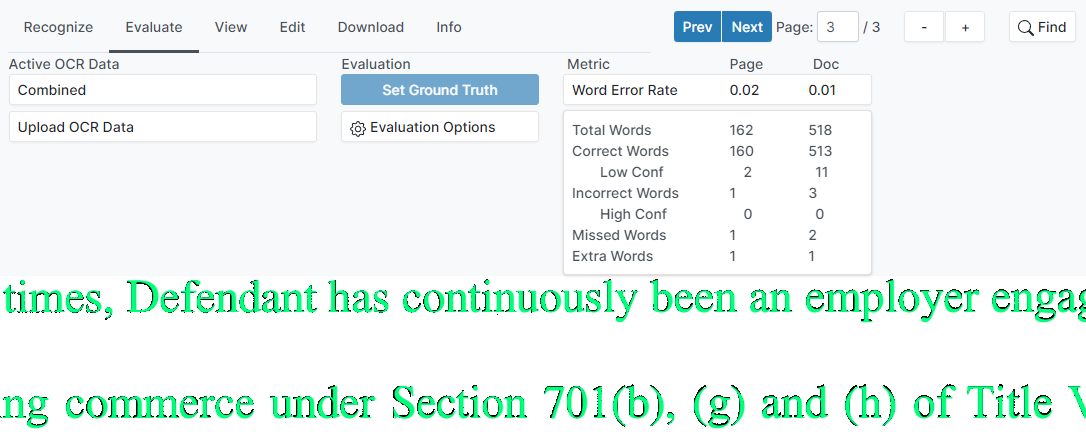 Recognize Evaluate View Edit Download Info Prev Next Page: 3 / 3 - + Find
Active OCR Data Evaluation Metric Page Doc
Combined Set Ground Truth Word Error Rate 0.02 0.01
Upload OCR Data Evaluation Options
Total Words 162 518
Correct Words 160 513
Low Conf 2 11
Incorrect Words 1 3
High Conf 0 0
Missed Words 1 2
Extra Words 1 1
times, Defendant has continuously been an employer engag
ng commerce under Section 701(b), (g) and (h) of Title V